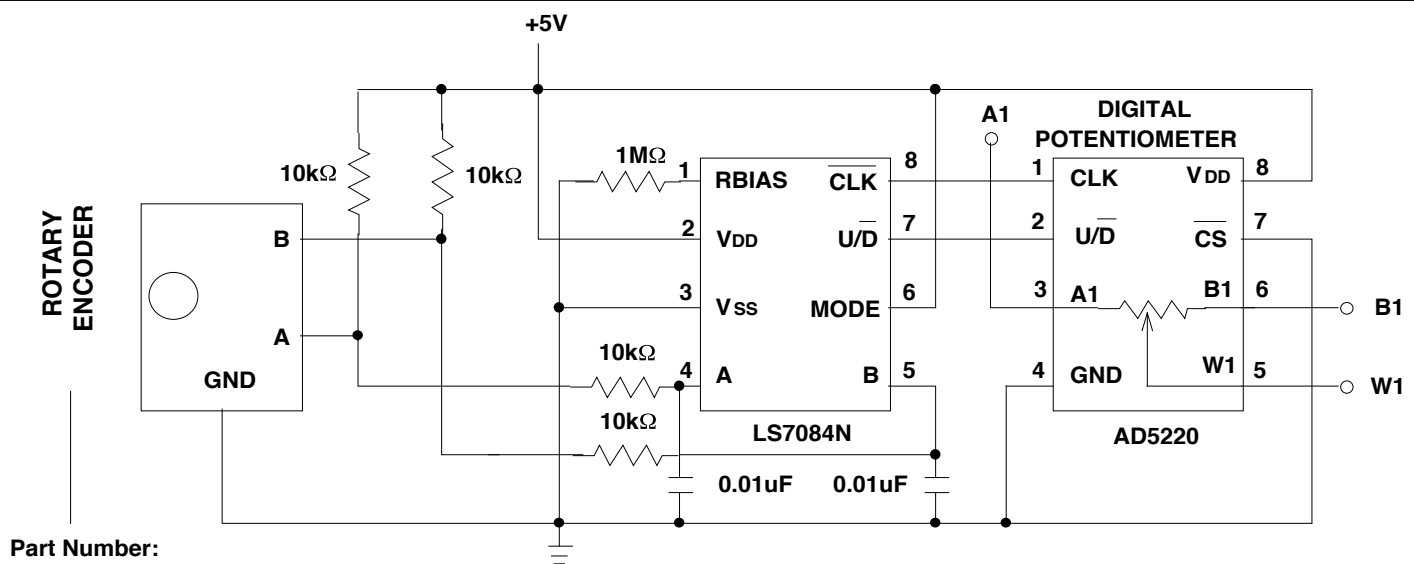 +5V
A1
DIGITAL
POTENTIOMETER
10kΩ
10kΩ
1MΩ
ROTARY
ENCODER
B
A
GND
1
RBIAS
2
VDD
3
VSS
4
A
C̅L̅K̅
8
U/D̅
7
MODE
6
B
5
LS7084N
10kΩ
10kΩ
0.01uF
0.01uF
1
CLK
2
U/D̅
3
A1
4
GND
VDD
8
C̅S̅
7
B1
6
W1
5
AD5220
B1
W1
Part Number: